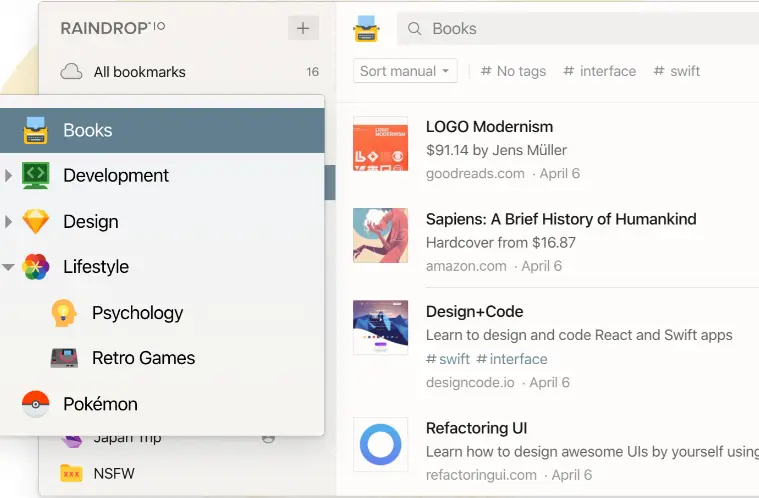 RAINDROP IO
+
All bookmarks 16
Books
Development
Design
Lifestyle
Psychology
Retro Games
Pokémon
Japan Trip
XXX NSFW
Books
Sort manual # No tags # interface # swift
LOGO MODERNISM
LOGO Modernism
$91.14 by Jens Müller
goodreads.com · April 6
Sapiens: A Brief History of Humankind
Hardcover from $16.87
amazon.com · April 6
Design+Code
Learn to design and code React and Swift apps
# swift # interface
designcode.io · April 6
Refactoring UI
Learn how to design awesome UIs by yourself using
refactoringui.com · April 6